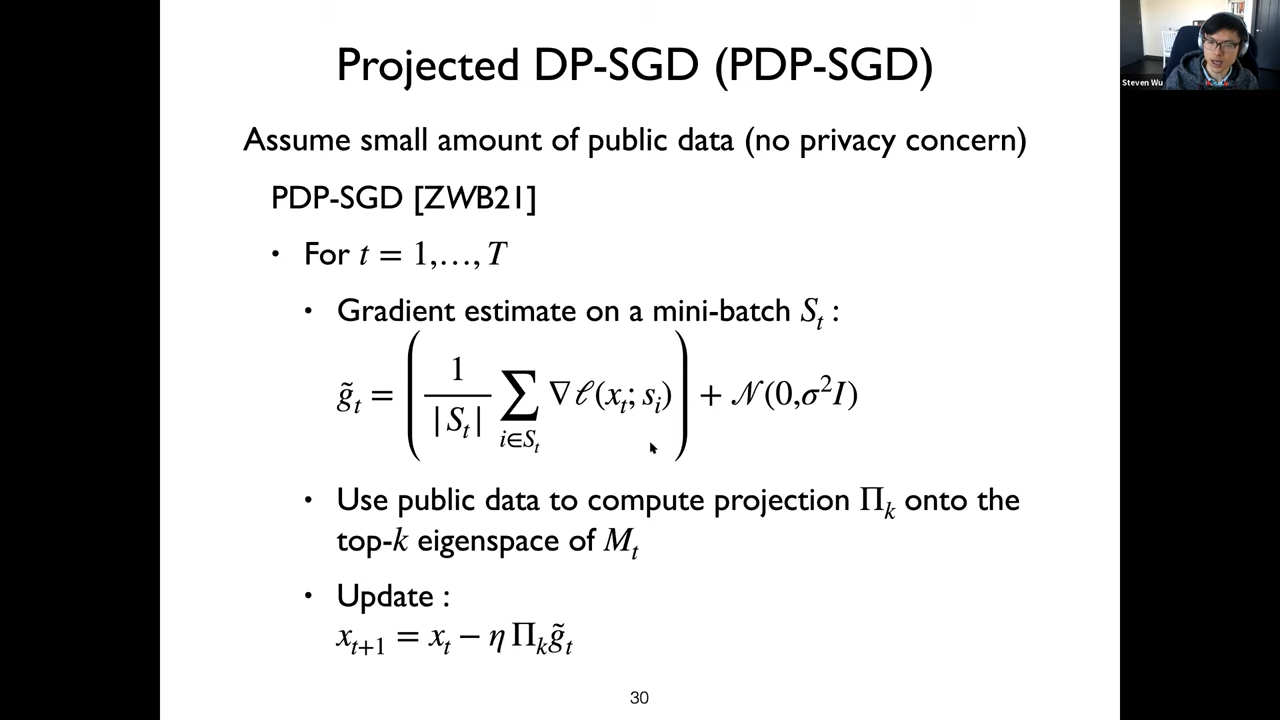 Projected DP-SGD (PDP-SGD)
Steven Wu
Assume small amount of public data (no privacy concern)
PDP-SGD [ZWB21]
• For t = 1,…, T
• Gradient estimate on a mini-batch S_t :
g̃_t = ( 1/|S_t| ∑_{i∈S_t} ∇ℓ(x_t; s_i) ) + 𝒩(0,σ²I)
• Use public data to compute projection Π_k onto the
top-k eigenspace of M_t
• Update :
x_{t+1} = x_t − η Π_k g̃_t
30